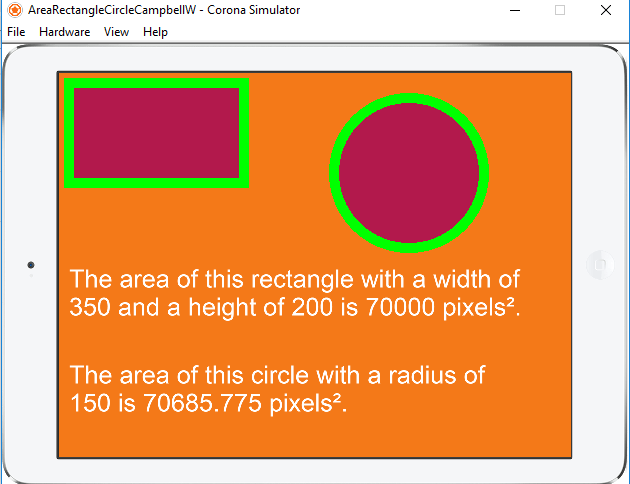 AreaRectangleCircleCampbellW - Corona Simulator
File Hardware View Help
The area of this rectangle with a width of
350 and a height of 200 is 70000 pixels².
The area of this circle with a radius of
150 is 70685.775 pixels².